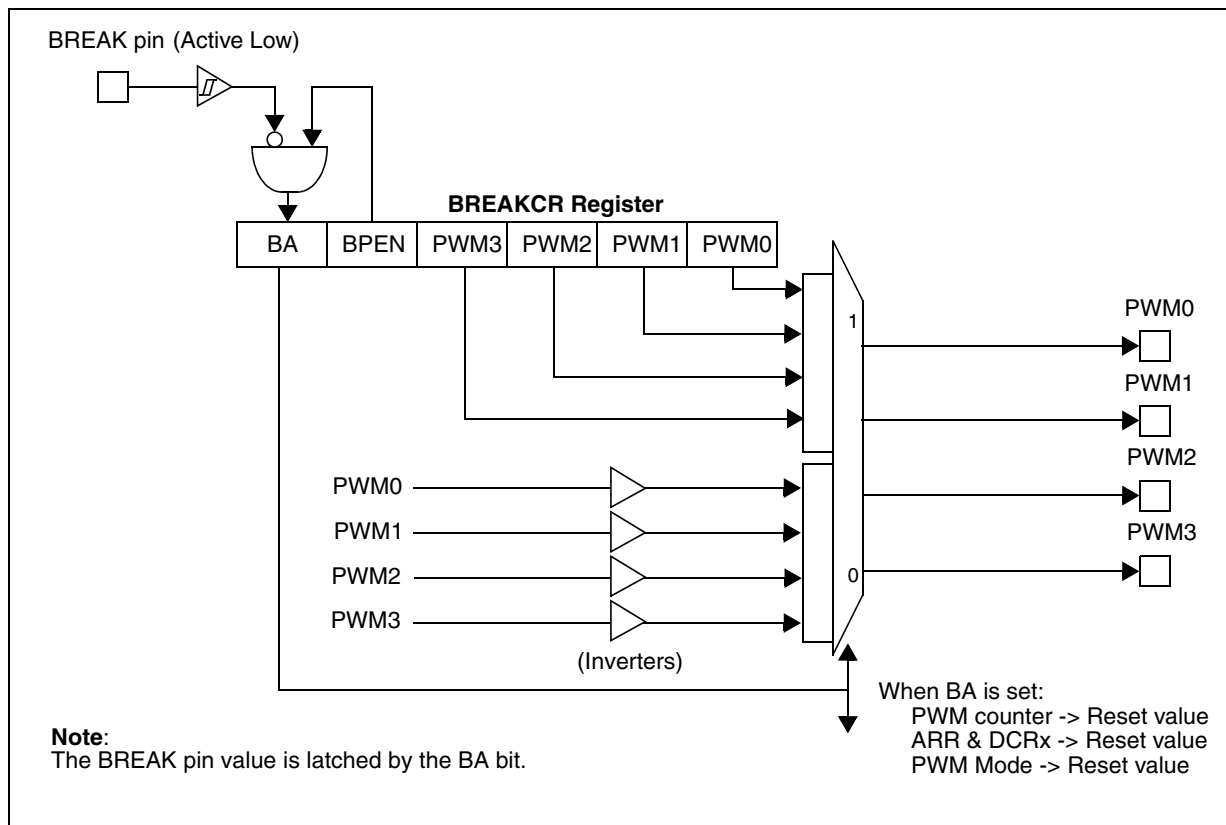 BREAK pin (Active Low)
BREAKCR Register
BA BPEN PWM3 PWM2 PWM1 PWM0
1
PWM0
PWM1
PWM2
PWM3
PWM0
PWM1
PWM2
PWM3
0
(Inverters)
When BA is set:
PWM counter -> Reset value
ARR & DCRx -> Reset value
PWM Mode -> Reset value
Note:
The BREAK pin value is latched by the BA bit.